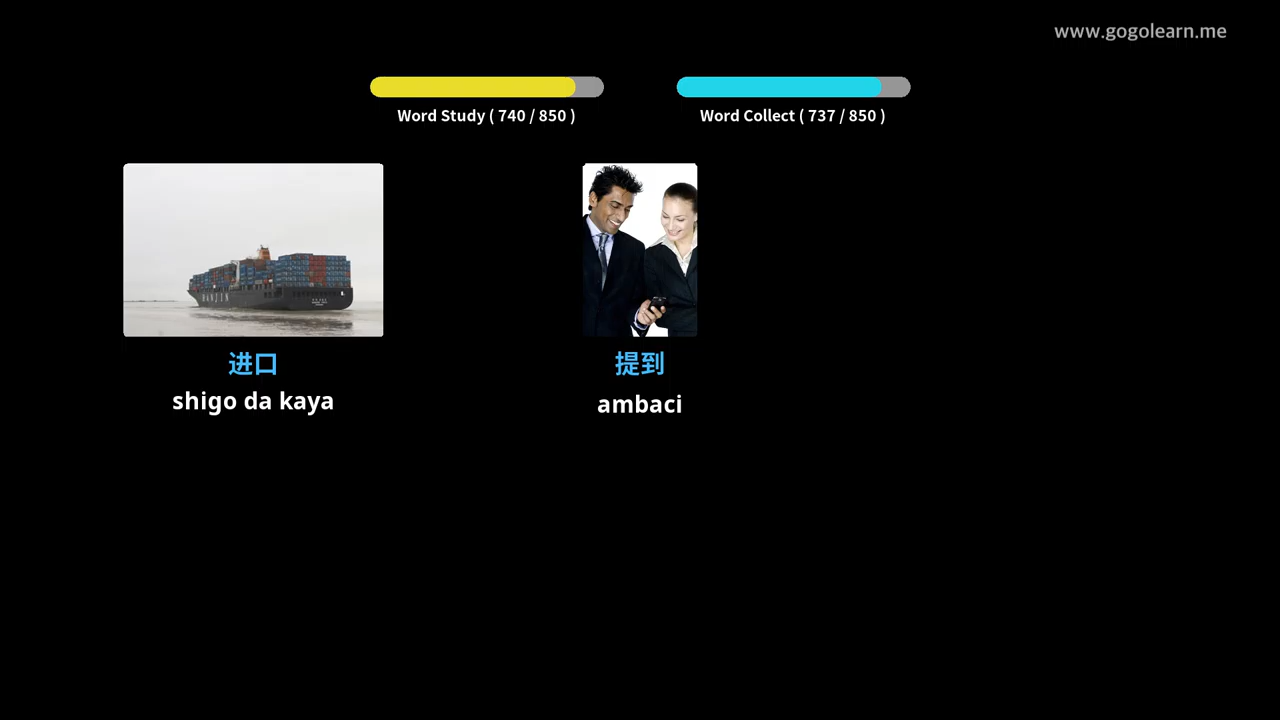 www.gogolearn.me
Word Study ( 740 / 850 )
Word Collect ( 737 / 850 )
HANJIN
进口
提到
shigo da kaya
ambaci